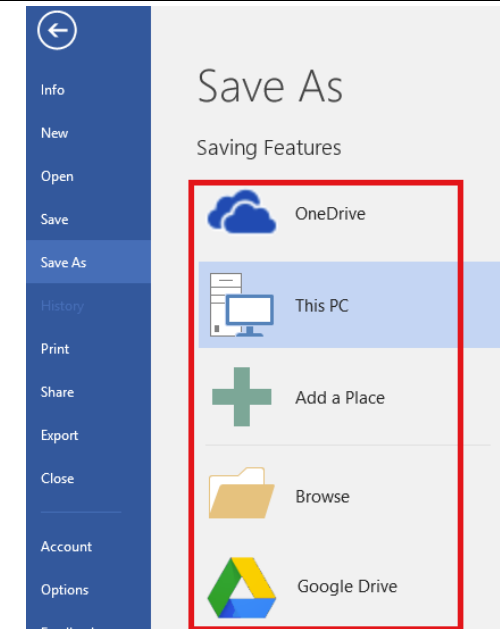 Info
New
Open
Save
Save As
History
Print
Share
Export
Close
Account
Options
Save As
Saving Features
OneDrive
This PC
Add a Place
Browse
Google Drive